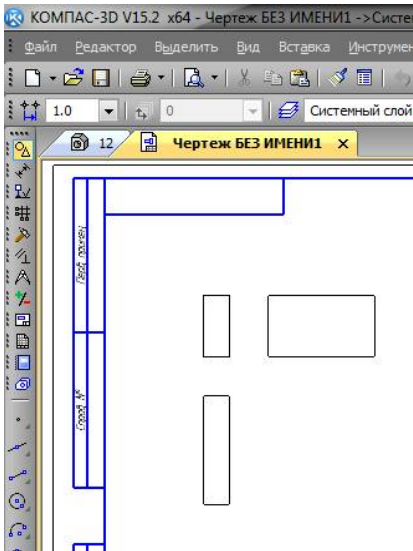 КОМПАС-3D V15.2 x64 - Чертеж БЕЗ ИМЕНИ1 ->Систе
Файл Редактор Выделить Вид Вставка Инструмен
1.0 0 Системный слой
12 Чертеж БЕЗ ИМЕНИ1 X
Перв. примен.
Справ. №